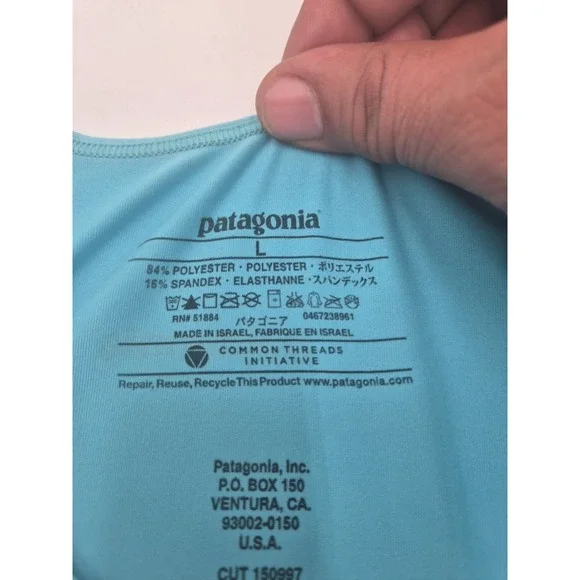 patagonia
L
84% POLYESTER · POLYESTER · ポリエステル
16% SPANDEX · ELASTHANNE · スパンデックス
RN# 51884 パタゴニア 0467238961
MADE IN ISRAEL, FABRIQUE EN ISRAEL
COMMON THREADS
INITIATIVE
Repair, Reuse, Recycle This Product www.patagonia.com
Patagonia, Inc.
P.O. BOX 150
VENTURA, CA.
93002-0150
U.S.A.
CUT 150997